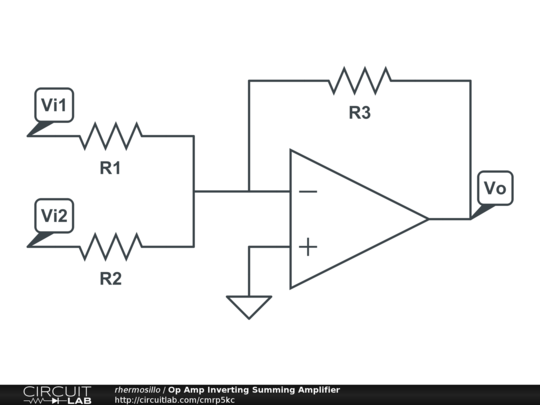 Vi1
R1
Vi2
R2
R3
−
+
Vo
CIRCUIT
LAB
rhermosillo / Op Amp Inverting Summing Amplifier
http://circuitlab.com/cmrp5kc